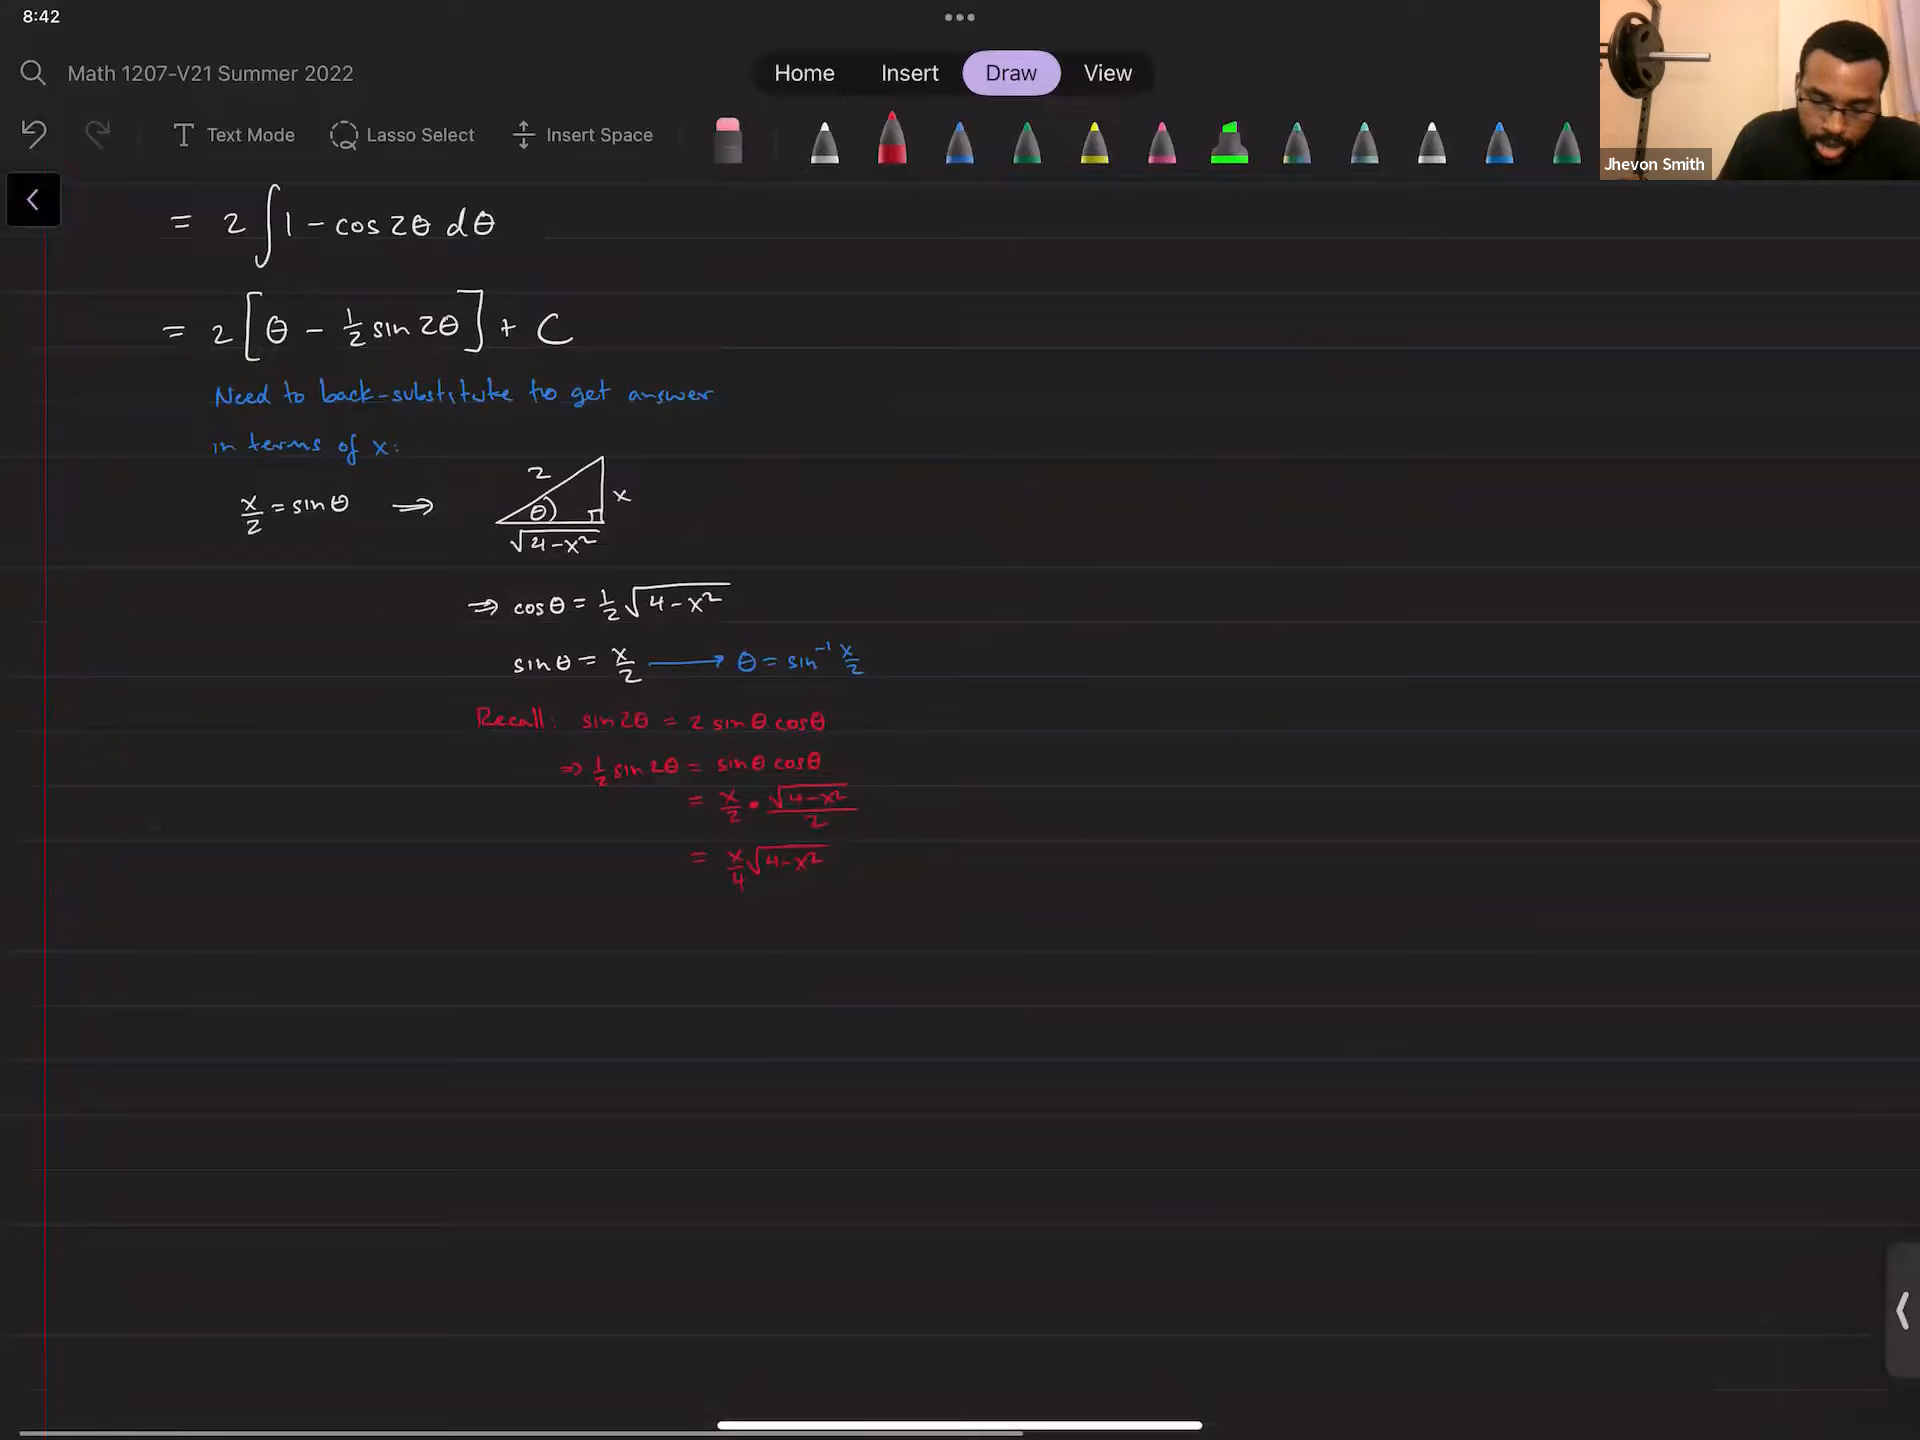 8:42
Math 1207-V21 Summer 2022
Home Insert Draw View
Text Mode Lasso Select Insert Space
Jhevon Smith
= 2 ∫ 1 - cos 2θ dθ
= 2 [θ - 1/2 sin 2θ] + C
Need to back-substitute to get answer
in terms of x:
x/2 = sin θ ⇒
2
θ
x
√4-x²
⇒ cos θ = 1/2 √4-x²
sin θ = x/2 → θ = sin⁻¹ x/2
Recall: sin 2θ = 2 sin θ cos θ
⇒ 1/2 sin 2θ = sin θ cos θ
= x/2 • √4-x²/2
= x/4 √4-x²